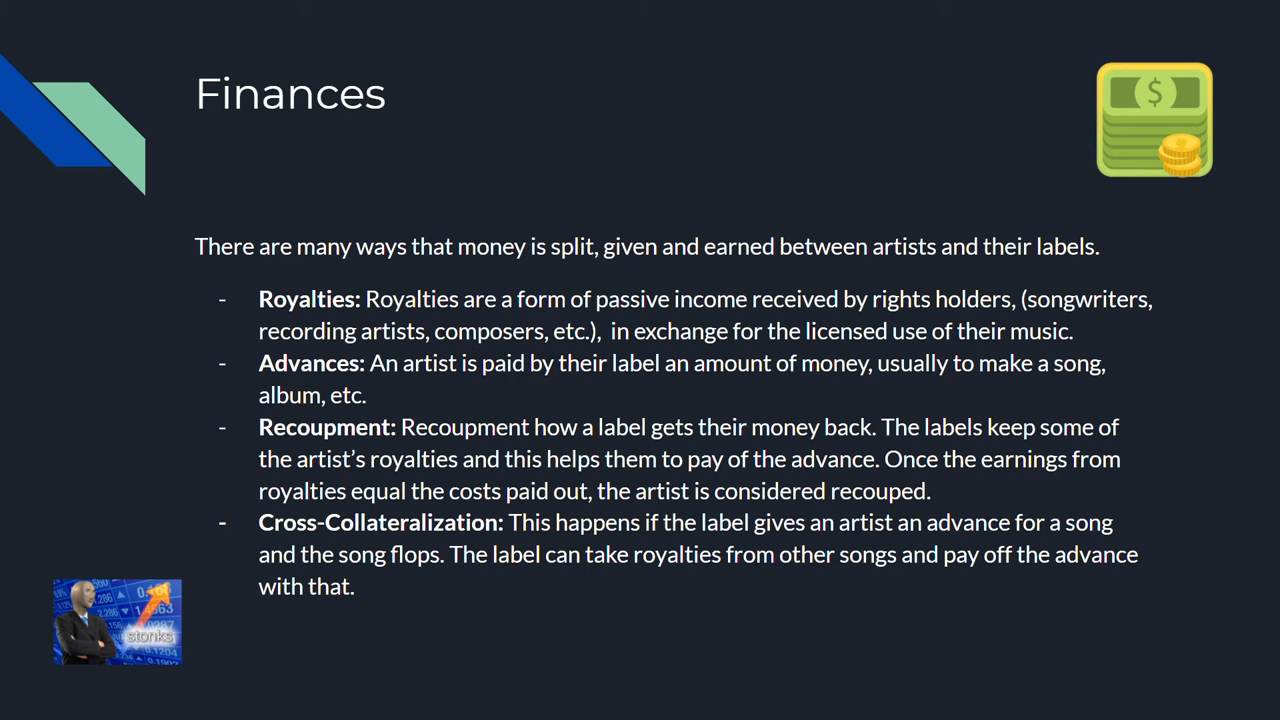 Finances
$
There are many ways that money is split, given and earned between artists and their labels.
- Royalties: Royalties are a form of passive income received by rights holders, (songwriters,
recording artists, composers, etc.), in exchange for the licensed use of their music.
- Advances: An artist is paid by their label an amount of money, usually to make a song,
album, etc.
- Recoupment: Recoupment how a label gets their money back. The labels keep some of
the artist’s royalties and this helps them to pay of the advance. Once the earnings from
royalties equal the costs paid out, the artist is considered recouped.
- Cross-Collateralization: This happens if the label gives an artist an advance for a song
and the song flops. The label can take royalties from other songs and pay off the advance
with that.
stonks